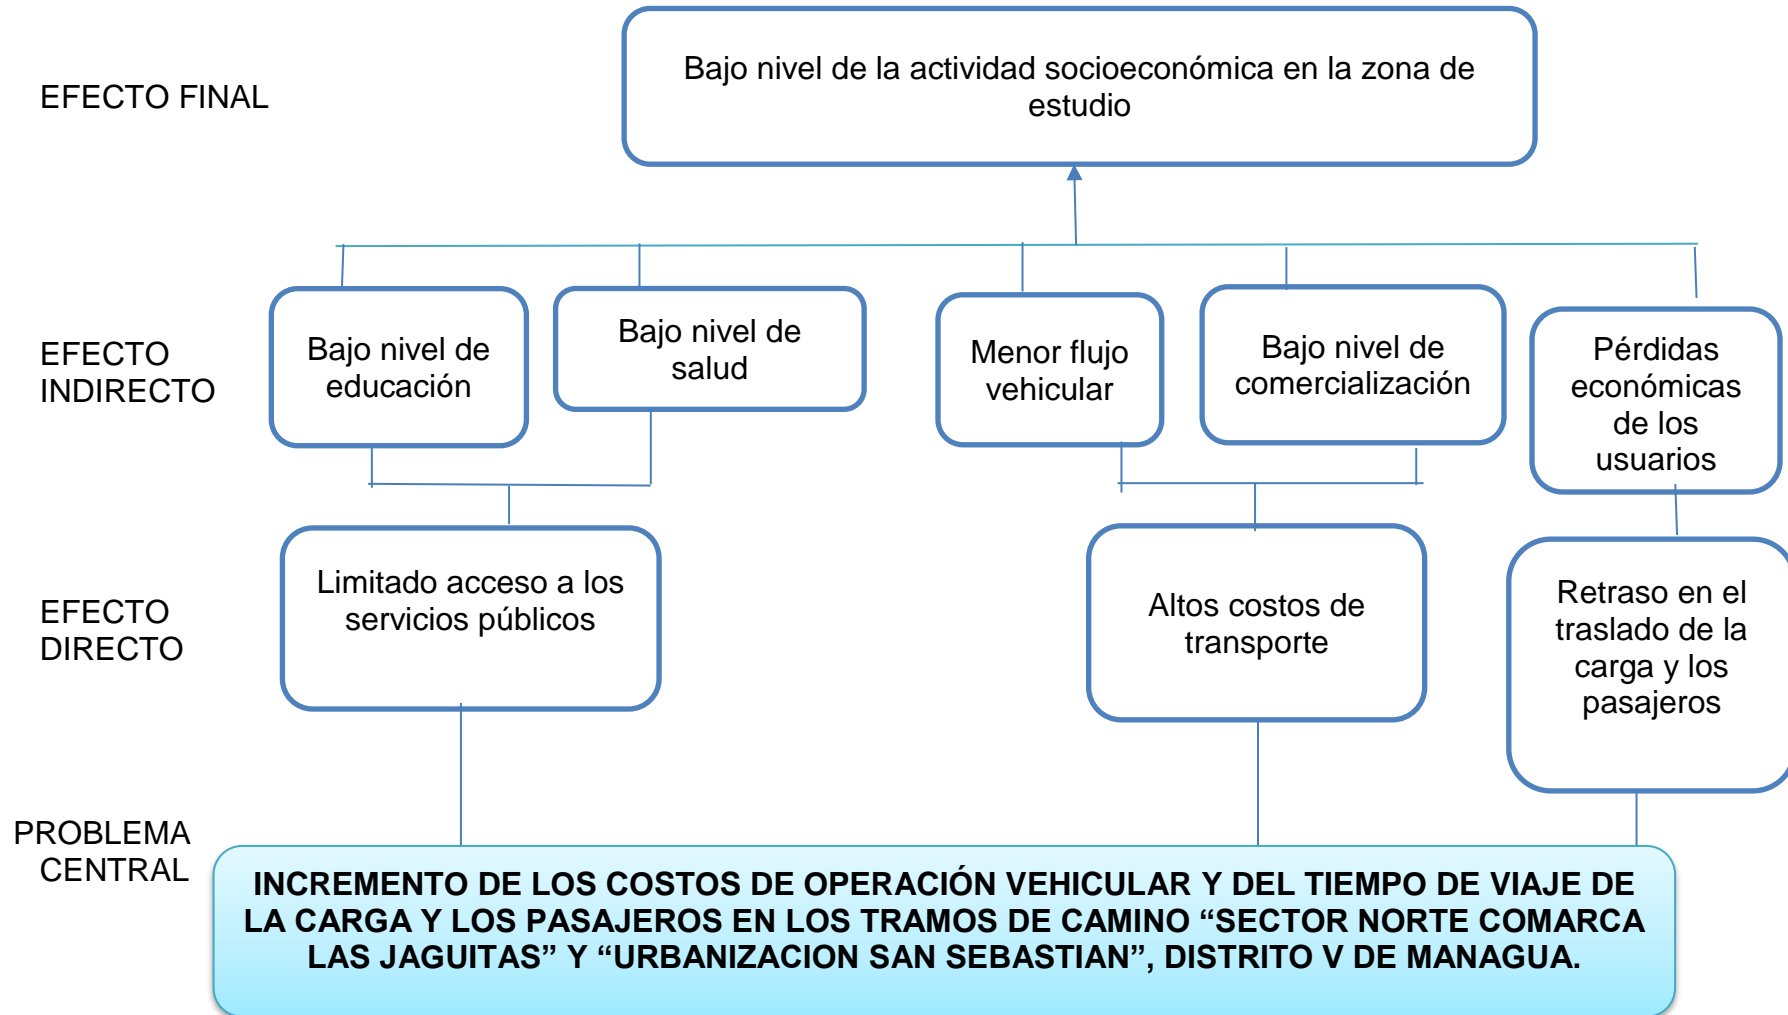 EFECTO FINAL
Bajo nivel de la actividad socioeconómica en la zona de
estudio
EFECTO
INDIRECTO
Bajo nivel de
educación
Bajo nivel de
salud
Menor flujo
vehicular
Bajo nivel de
comercialización
Pérdidas
económicas
de los
usuarios
EFECTO
DIRECTO
Limitado acceso a los
servicios públicos
Altos costos de
transporte
Retraso en el
traslado de la
carga y los
pasajeros
PROBLEMA
CENTRAL
INCREMENTO DE LOS COSTOS DE OPERACIÓN VEHICULAR Y DEL TIEMPO DE VIAJE DE
LA CARGA Y LOS PASAJEROS EN LOS TRAMOS DE CAMINO “SECTOR NORTE COMARCA
LAS JAGUITAS” Y “URBANIZACION SAN SEBASTIAN”, DISTRITO V DE MANAGUA.